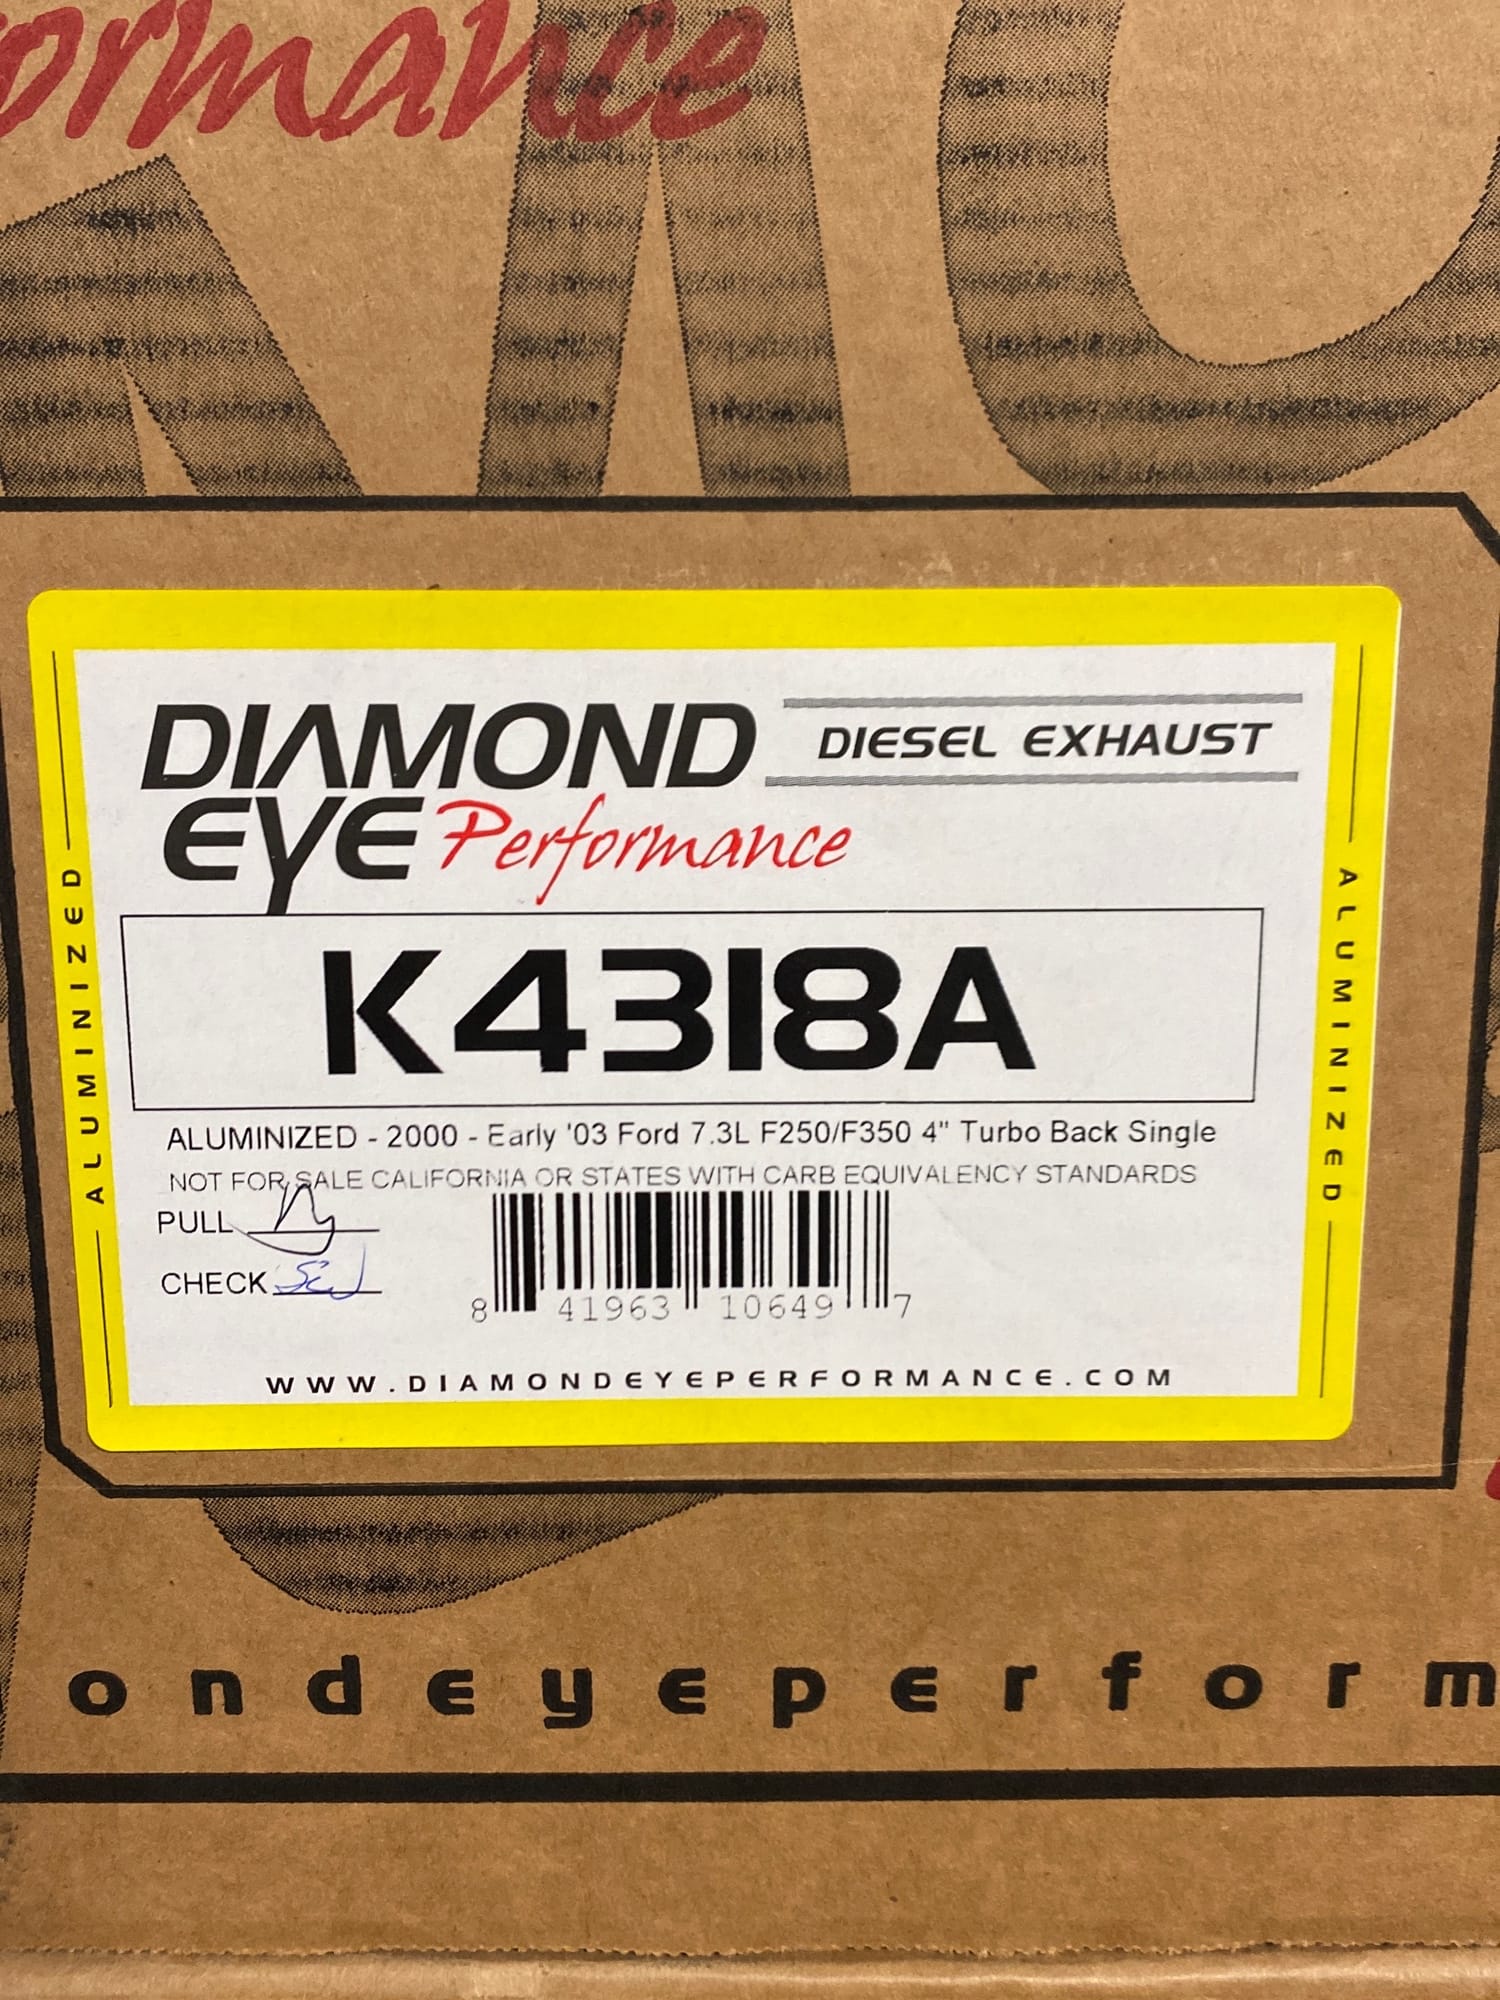 ormance
DIAMOND
DIESEL EXHAUST
EYE Performance
K4318A
ALUMINIZED - 2000 - Early '03 Ford 7.3L F250/F350 4" Turbo Back Single
NOT FOR SALE CALIFORNIA OR STATES WITH CARB EQUIVALENCY STANDARDS
PULL
CHECK
8 41963 10649 7
WWW.DIAMONDEYEPERFORMANCE.COM
ALUMINIZED
ALUMINIZED
ondeyeperform